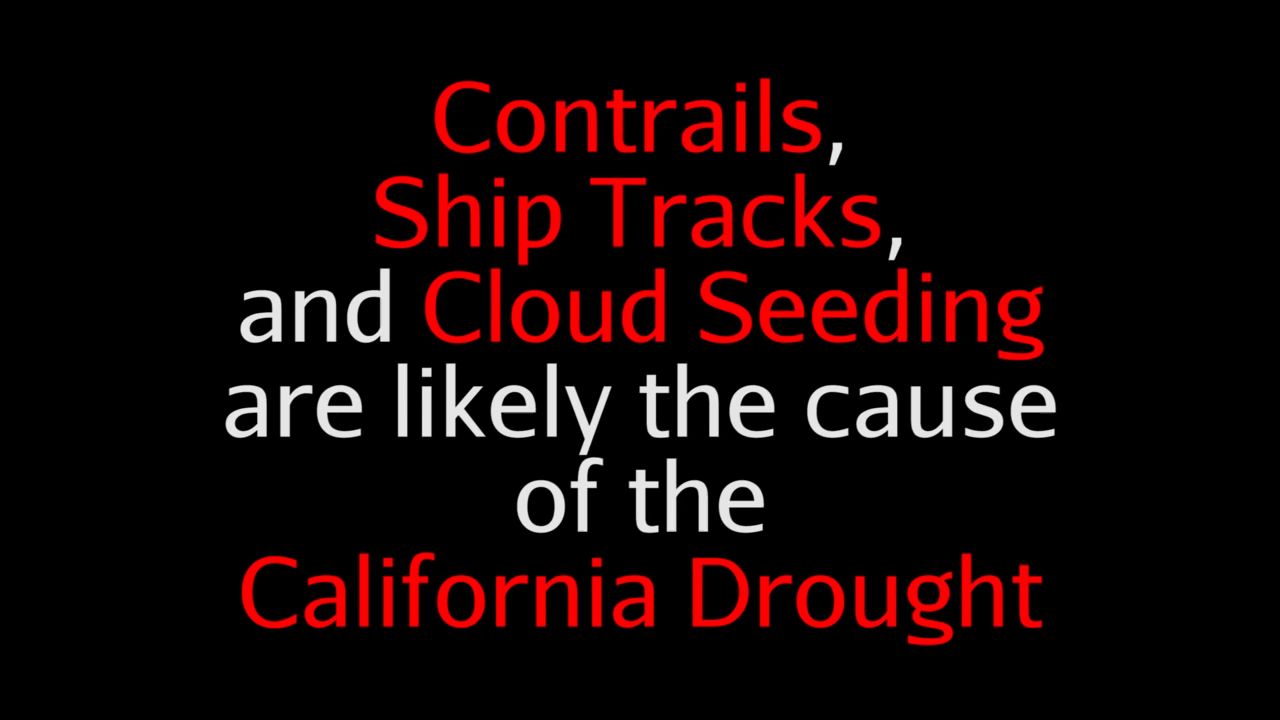 Contrails,
Ship Tracks,
and Cloud Seeding
are likely the cause
of the
California Drought